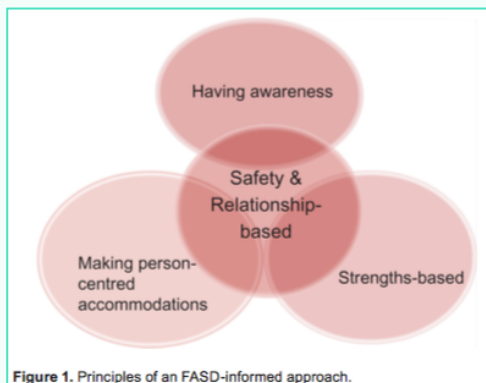 Having awareness
Safety &
Relationship-
based
Making person-
centred
accommodations
Strengths-based
Figure 1. Principles of an FASD-informed approach.